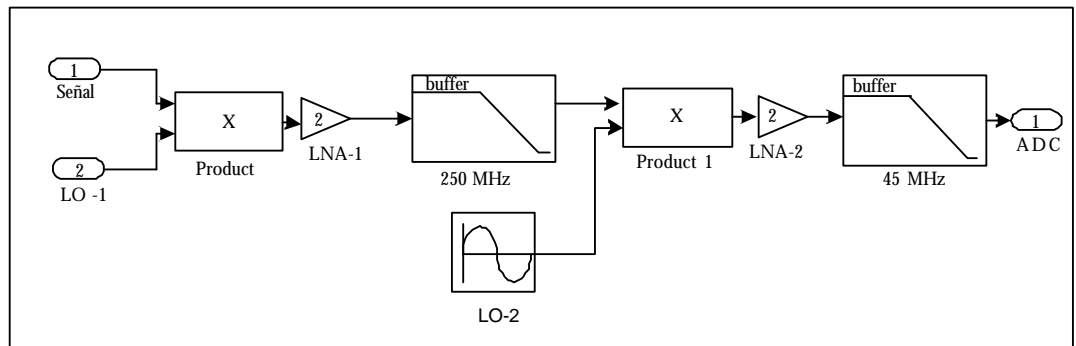 1
Señal
2
LO -1
X
Product
2
LNA-1
buffer
250 MHz
LO-2
X
Product 1
2
LNA-2
buffer
45 MHz
1
ADC